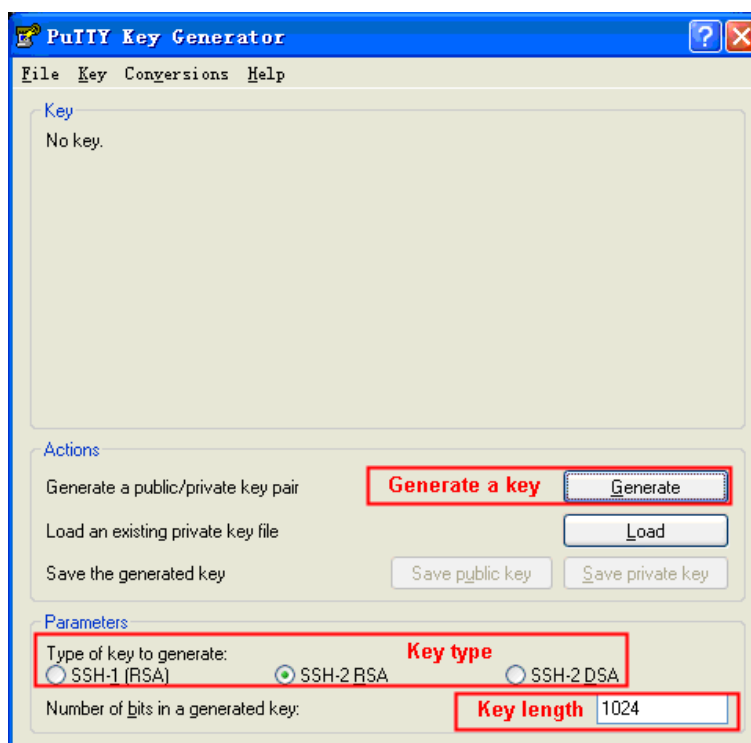 PuTTY Key Generator
File Key Conversions Help
Key
No key.
Actions
Generate a public/private key pair Generate a key Generate
Load an existing private key file Load
Save the generated key Save public key Save private key
Parameters
Type of key to generate: Key type
SSH-1 (RSA) SSH-2 RSA SSH-2 DSA
Number of bits in a generated key: Key length 1024